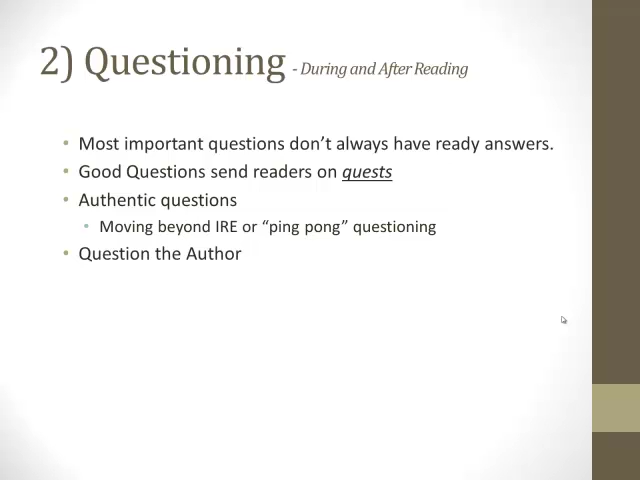 2) Questioning - During and After Reading
• Most important questions don't always have ready answers.
• Good Questions send readers on quests
• Authentic questions
• Moving beyond IRE or “ping pong” questioning
• Question the Author